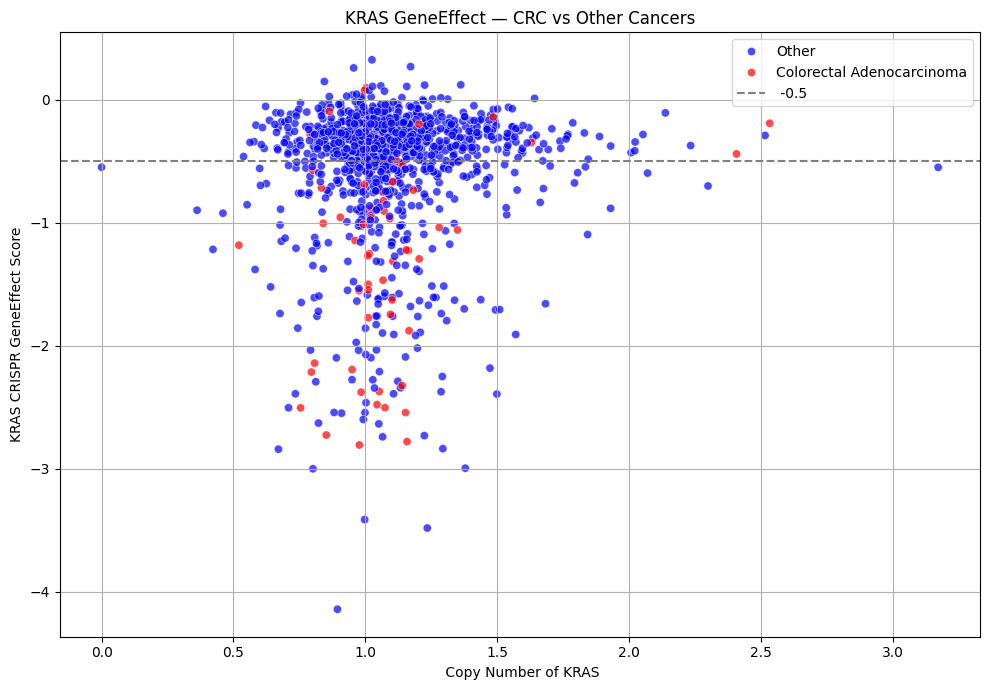 KRAS GeneEffect — CRC vs Other Cancers
Other
Colorectal Adenocarcinoma
-0.5
KRAS CRISPR GeneEffect Score
0
−1
−2
−3
−4
0.0 0.5 1.0 1.5 2.0 2.5 3.0
Copy Number of KRAS